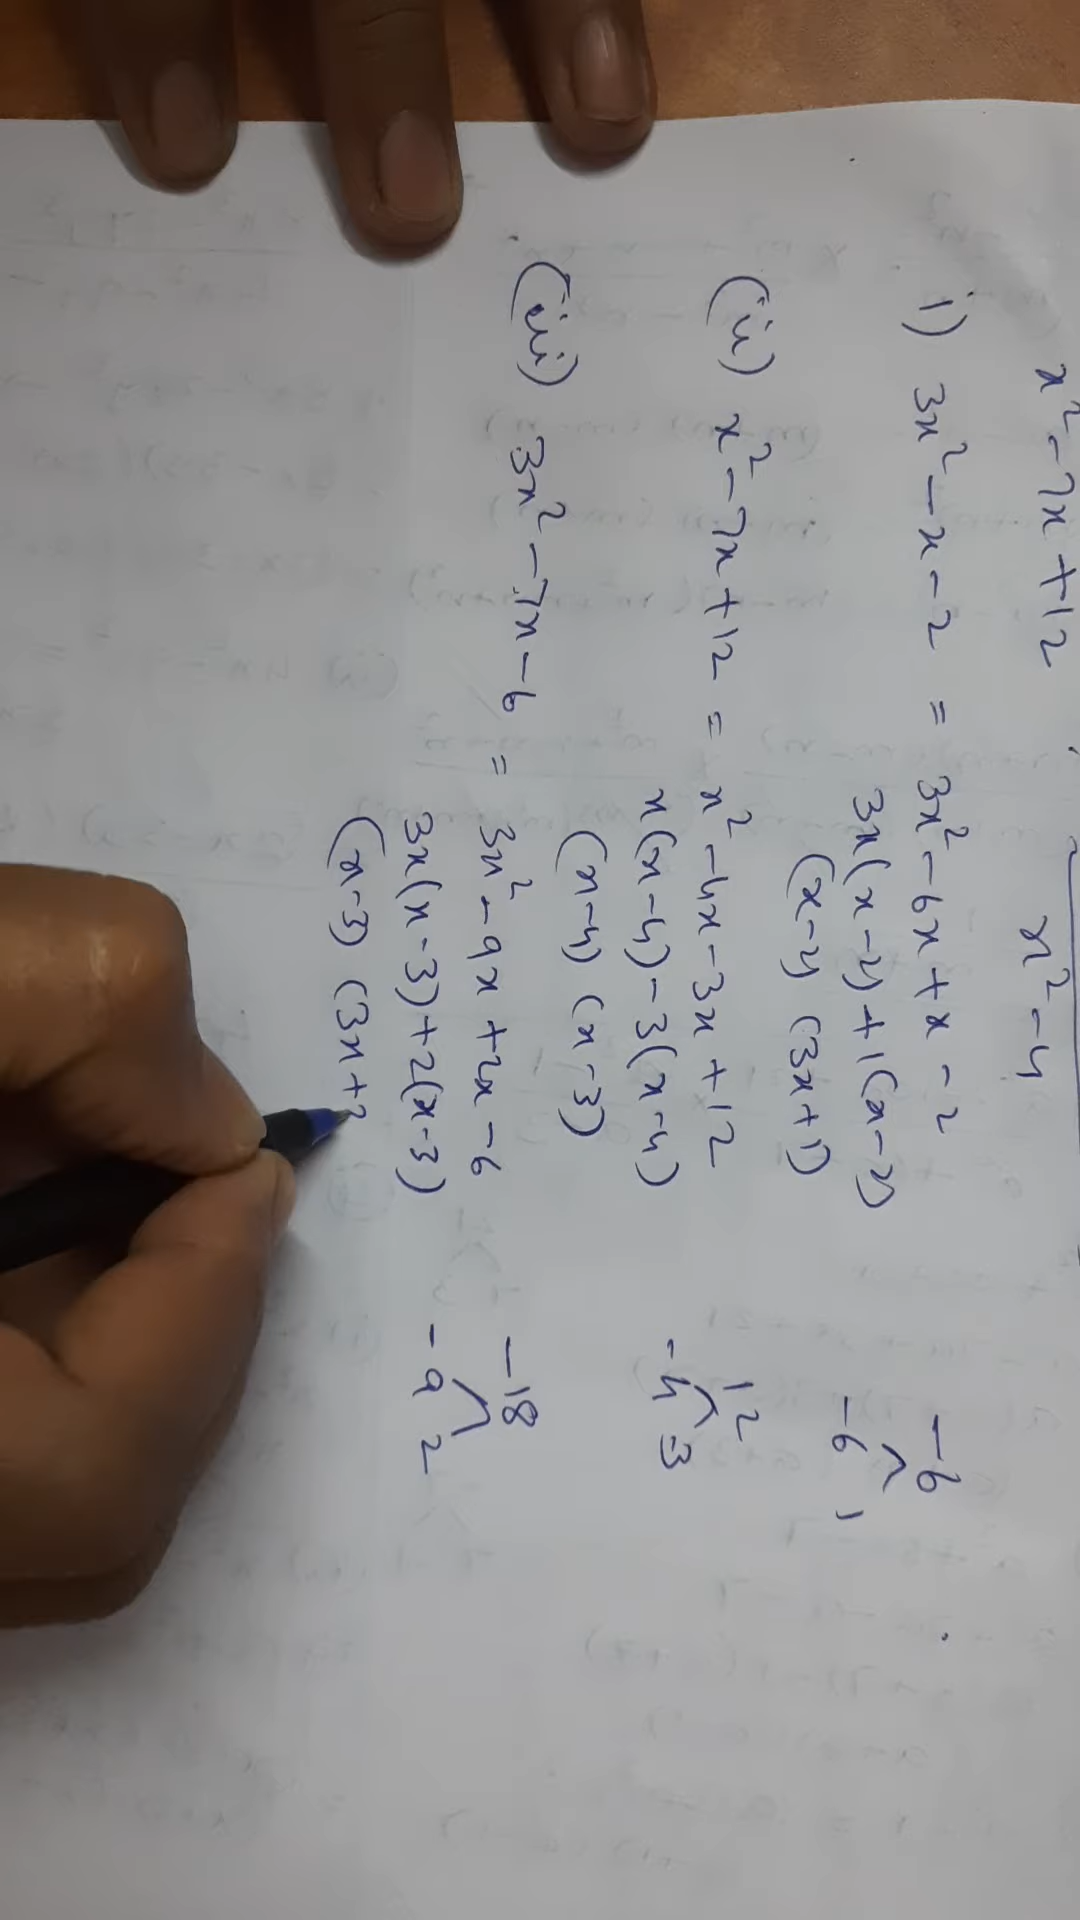 x² - 7x + 12 x² - 4
i) 3x² - x - 2 = 3x² - 6x + x - 2 -6
3x(x - 2) + 1(x - 2) -6 1
(x - 2) (3x + 1)
(ii) x² - 7x + 12 = x² - 4x - 3x + 12 12
x(x - 4) - 3(x - 4) -4 -3
(x - 4) (x - 3)
(iii) 3x² - 7x - 6 = 3x² - 9x + 2x - 6 -18
3x(x - 3) + 2(x - 3) -9 2
(x - 3) (3x + 2